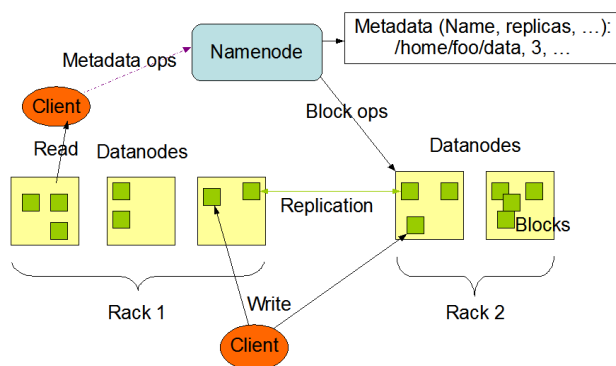 Metadata (Name, replicas, …):
/home/foo/data, 3, …
Namenode
Metadata ops
Client
Block ops
Read
Datanodes
Datanodes
Replication
Blocks
Write
Rack 1
Rack 2
Client